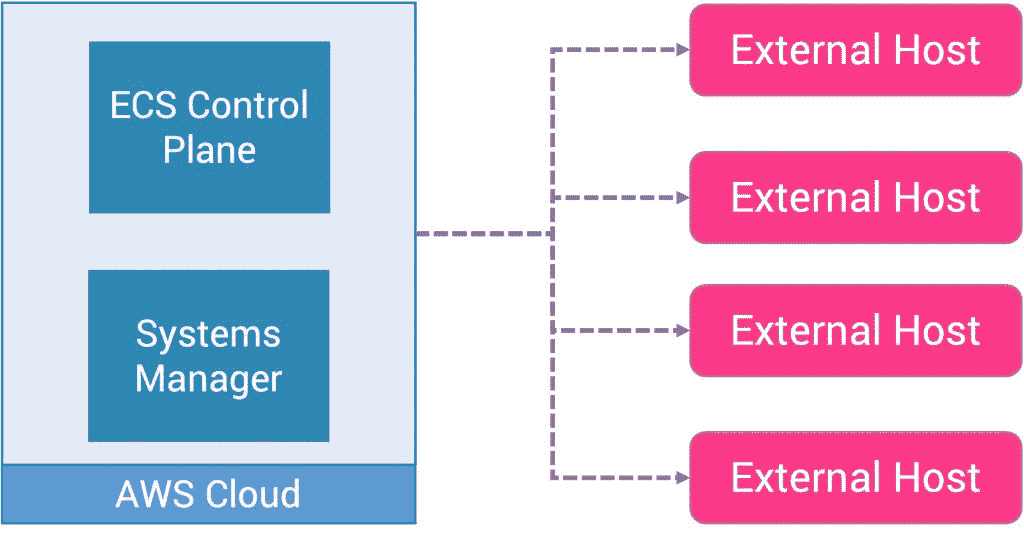 ECS Control
Plane
Systems
Manager
AWS Cloud
External Host
External Host
External Host
External Host